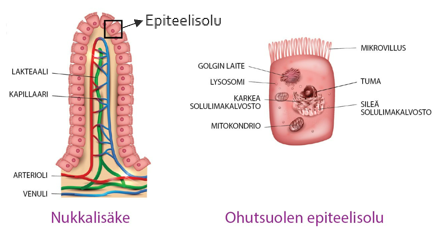 Epiteelisolu
LAKTEAALI
KAPILLAARI
ARTERIOLI
VENULI
Nukkalisäke
MIKROVILLUS
GOLGIN LAITE
LYSOSOMI
TUMA
KARKEA
SOLULIMAKALVOSTO
SILEÄ
SOLULIMAKALVOSTO
MITOKONDRIO
Ohutsuolen epiteelisolu